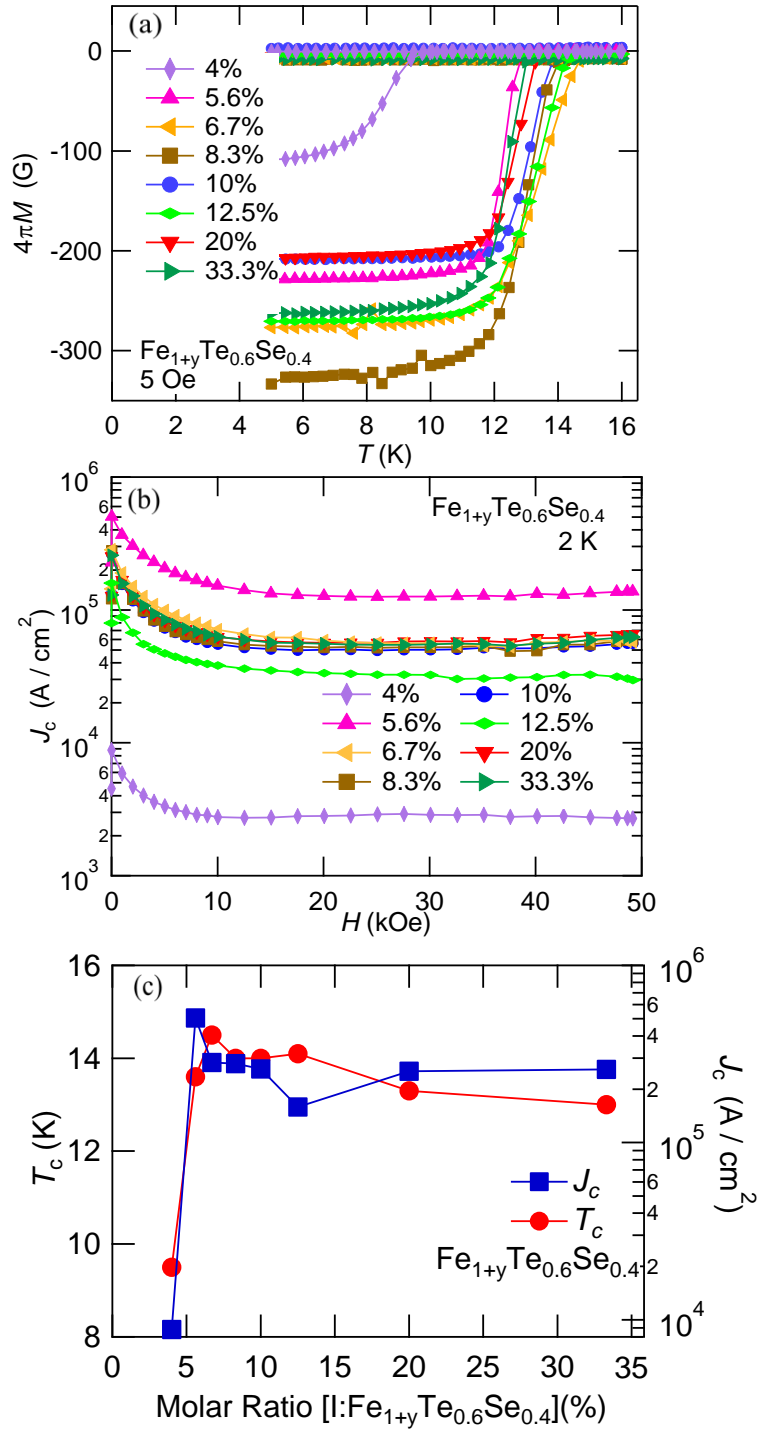 (a)
0
-100
-200
-300
4πM (G)
4%
5.6%
6.7%
8.3%
10%
12.5%
20%
33.3%
Fe1+yTe0.6Se0.4
5 Oe
0 2 4 6 8 10 12 14 16
T (K)
(b)
Fe1+yTe0.6Se0.4
2 K
10^6
6
4
2
10^5
6
4
2
10^4
6
4
2
10^3
Jc (A / cm^2)
4% 10%
5.6% 12.5%
6.7% 20%
8.3% 33.3%
0 10 20 30 40 50
H (kOe)
(c)
16
14
12
10
8
Tc (K)
10^6
6
4
2
10^5
6
4
2
10^4
Jc (A / cm^2)
Jc
Tc
Fe1+yTe0.6Se0.4
0 5 10 15 20 25 30 35
Molar Ratio [I:Fe1+yTe0.6Se0.4](%)